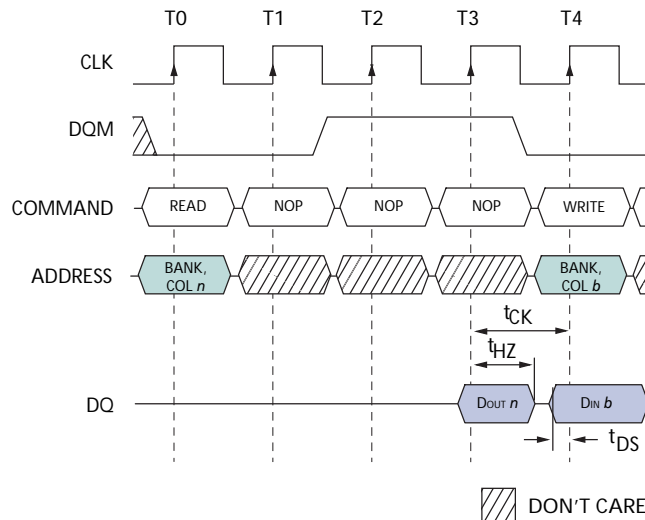 T0 T1 T2 T3 T4
CLK
DQM
COMMAND READ NOP NOP NOP WRITE
ADDRESS BANK, COL n BANK, COL b
tCK
tHZ
DQ DOUT n DIN b
tDS
DON'T CARE